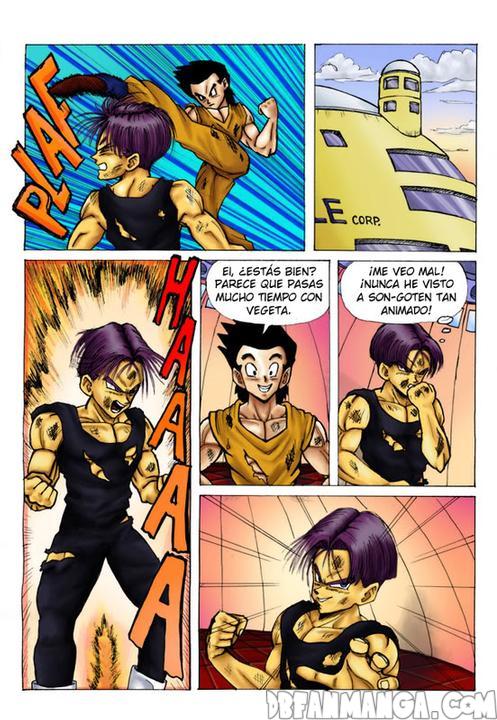 PLAF
LE
CORP.
HAAAAA
EI, ¿ESTÁS BIEN?
PARECE QUE PASAS
MUCHO TIEMPO CON
VEGETA.
¡ME VEO MAL!
¡NUNCA HE VISTO
A SON-GOTEN TAN
ANIMADO!
DBFANMANGA.COM